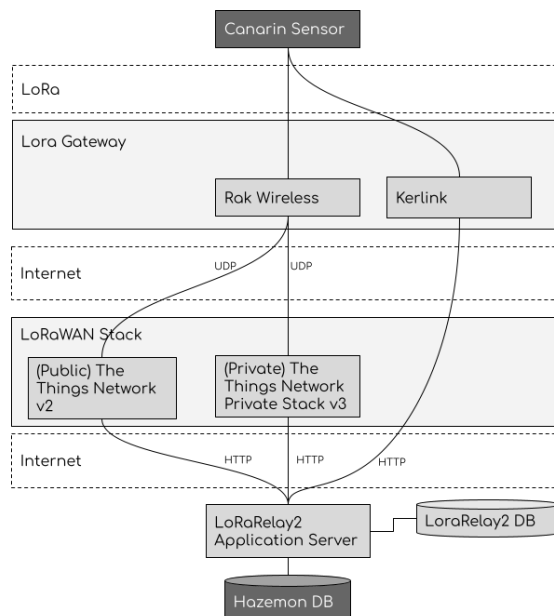 Canarin Sensor
LoRa
Lora Gateway
Rak Wireless
Kerlink
Internet
UDP
UDP
LoRaWAN Stack
(Public) The
Things Network
v2
(Private) The
Things Network
Private Stack v3
Internet
HTTP
HTTP
HTTP
LoRaRelay2
Application Server
LoraRelay2 DB
Hazemon DB